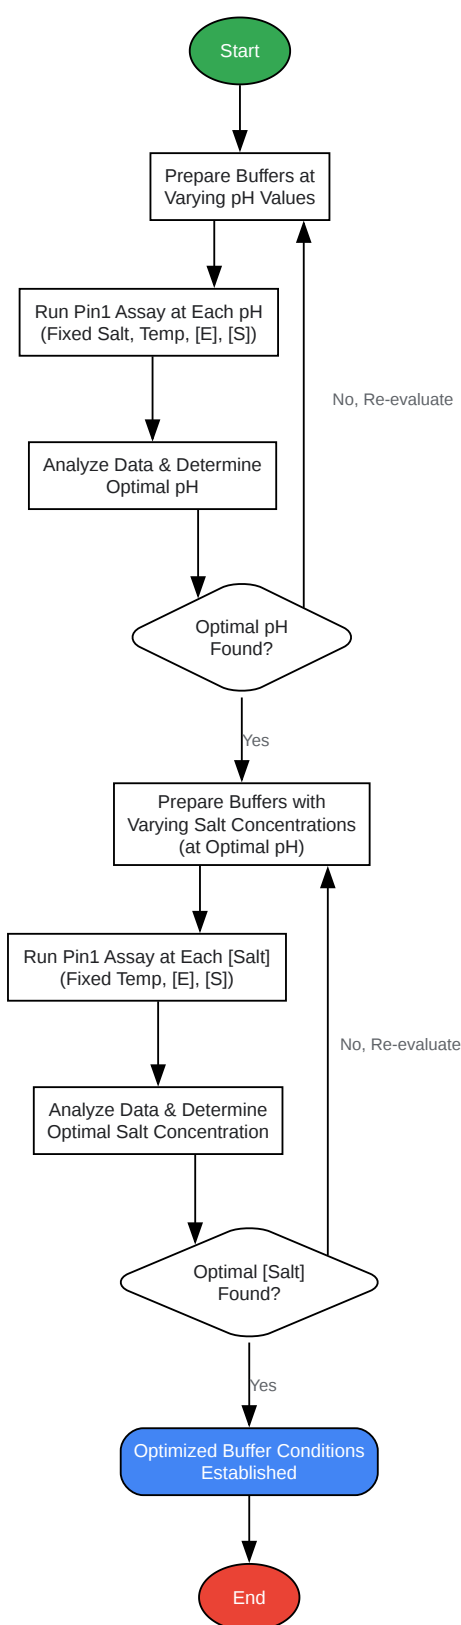 Start
Prepare Buffers at
Varying pH Values
Run Pin1 Assay at Each pH
(Fixed Salt, Temp, [E], [S])
No, Re-evaluate
Analyze Data & Determine
Optimal pH
Optimal pH
Found?
Yes
Prepare Buffers with
Varying Salt Concentrations
(at Optimal pH)
Run Pin1 Assay at Each [Salt]
(Fixed Temp, [E], [S])
No, Re-evaluate
Analyze Data & Determine
Optimal Salt Concentration
Optimal [Salt]
Found?
Yes
Optimized Buffer Conditions
Established
End